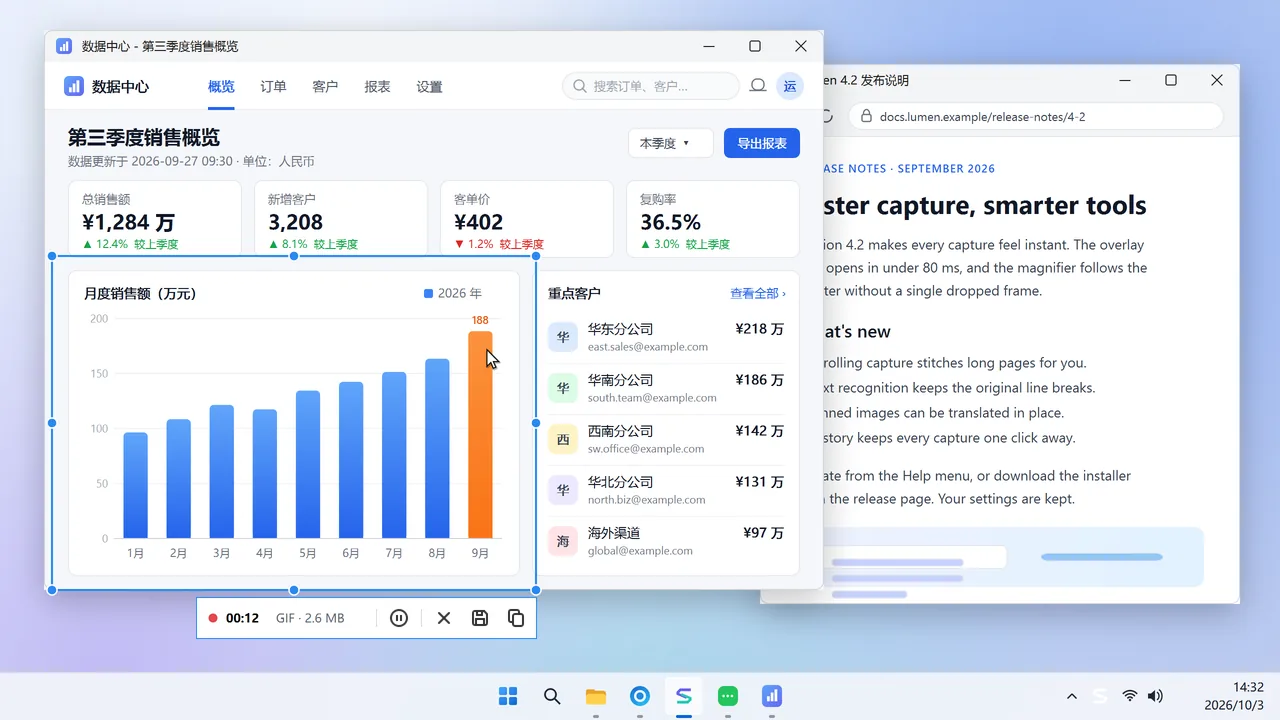 数据中心 - 第三季度销售概览
数据中心
概览 订单 客户 报表 设置
搜索订单、客户...
运
第三季度销售概览
数据更新于 2026-09-27 09:30 · 单位：人民币
本季度 ▼
导出报表
总销售额
¥1,284 万
▲ 12.4% 较上季度
新增客户
3,208
▲ 8.1% 较上季度
客单价
¥402
▼ 1.2% 较上季度
复购率
36.5%
▲ 3.0% 较上季度
月度销售额（万元）
2026 年
200
150
100
50
0
188
1月 2月 3月 4月 5月 6月 7月 8月 9月
重点客户
查看全部 ›
华 华东分公司 ¥218 万
east.sales@example.com
华 华南分公司 ¥186 万
south.team@example.com
西 西南分公司 ¥142 万
sw.office@example.com
华 华北分公司 ¥131 万
north.biz@example.com
海 海外渠道 ¥97 万
global@example.com
00:12 GIF · 2.6 MB
en 4.2 发布说明
docs.lumen.example/release-notes/4-2
ASE NOTES · SEPTEMBER 2026
ster capture, smarter tools
ion 4.2 makes every capture feel instant. The overlay
opens in under 80 ms, and the magnifier follows the
ter without a single dropped frame.
at's new
rolling capture stitches long pages for you.
xt recognition keeps the original line breaks.
nned images can be translated in place.
story keeps every capture one click away.
ate from the Help menu, or download the installer
the release page. Your settings are kept.
14:32
2026/10/3